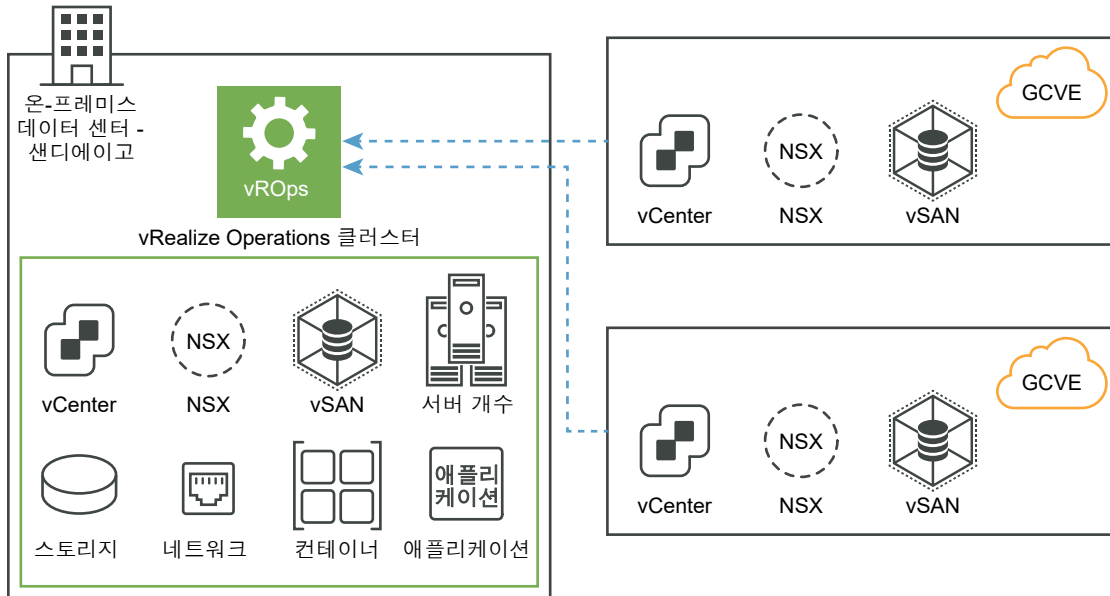 온-프레미스
데이터 센터 -
샌디에이고
vROps
vRealize Operations 클러스터
vCenter
NSX
NSX
vSAN
서버 개수
스토리지
네트워크
컨테이너
애플리
케이션
애플리케이션
GCVE
vCenter
NSX
NSX
vSAN
GCVE
vCenter
NSX
NSX
vSAN